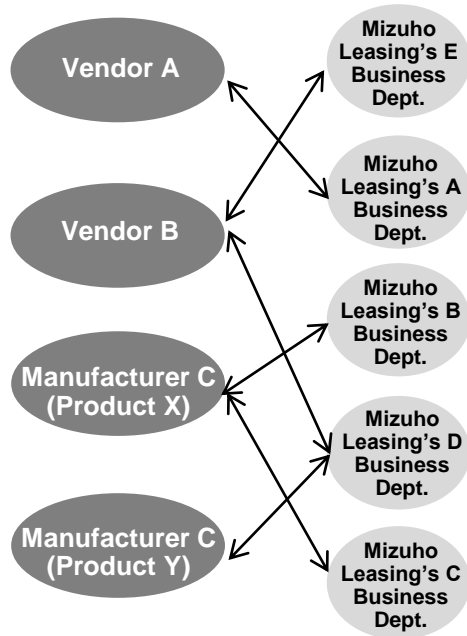 Vendor A
Vendor B
Manufacturer C
(Product X)
Manufacturer C
(Product Y)
Mizuho
Leasing's E
Business
Dept.
Mizuho
Leasing's A
Business
Dept.
Mizuho
Leasing's B
Business
Dept.
Mizuho
Leasing's D
Business
Dept.
Mizuho
Leasing's C
Business
Dept.